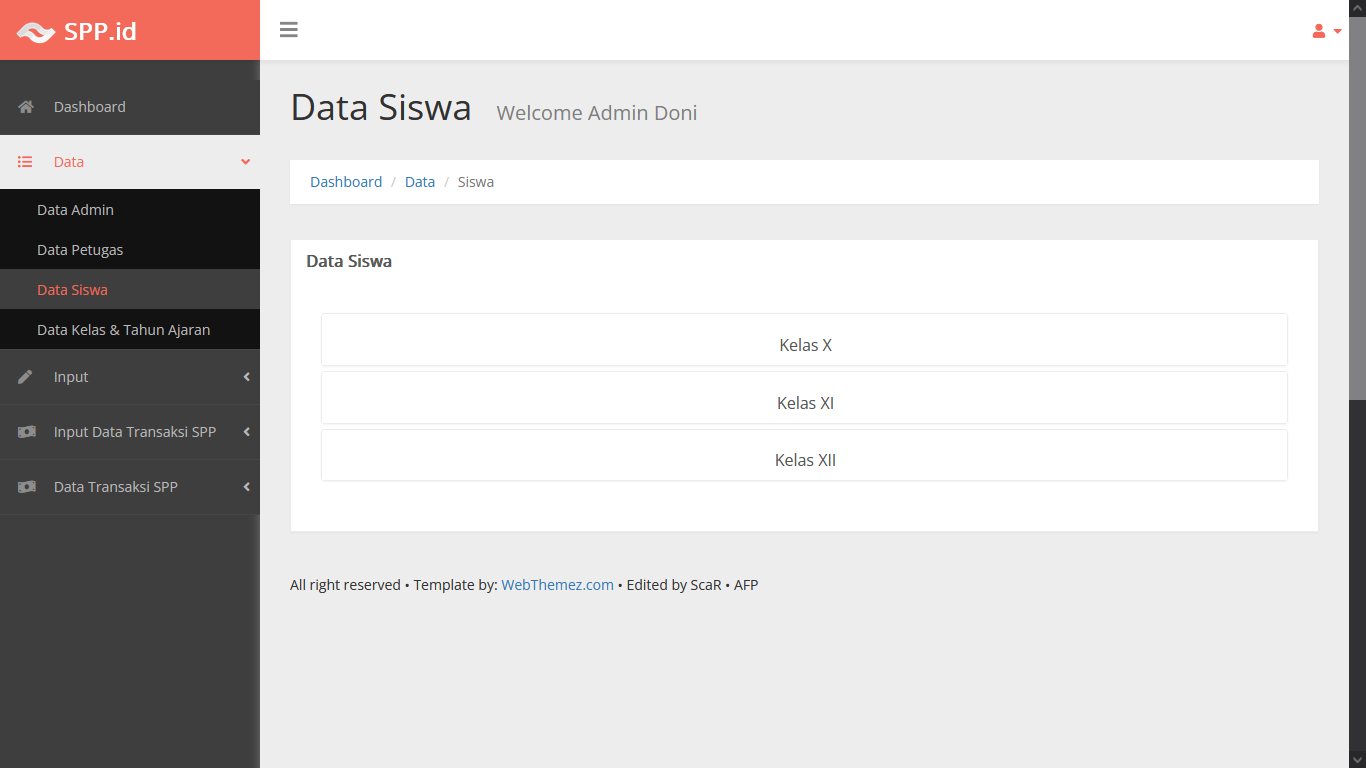 SPP.id
Dashboard
Data
Data Admin
Data Petugas
Data Siswa
Data Kelas & Tahun Ajaran
Input
Input Data Transaksi SPP
Data Transaksi SPP
Data Siswa Welcome Admin Doni
Dashboard / Data / Siswa
Data Siswa
Kelas X
Kelas XI
Kelas XII
All right reserved • Template by: WebThemez.com • Edited by ScaR • AFP